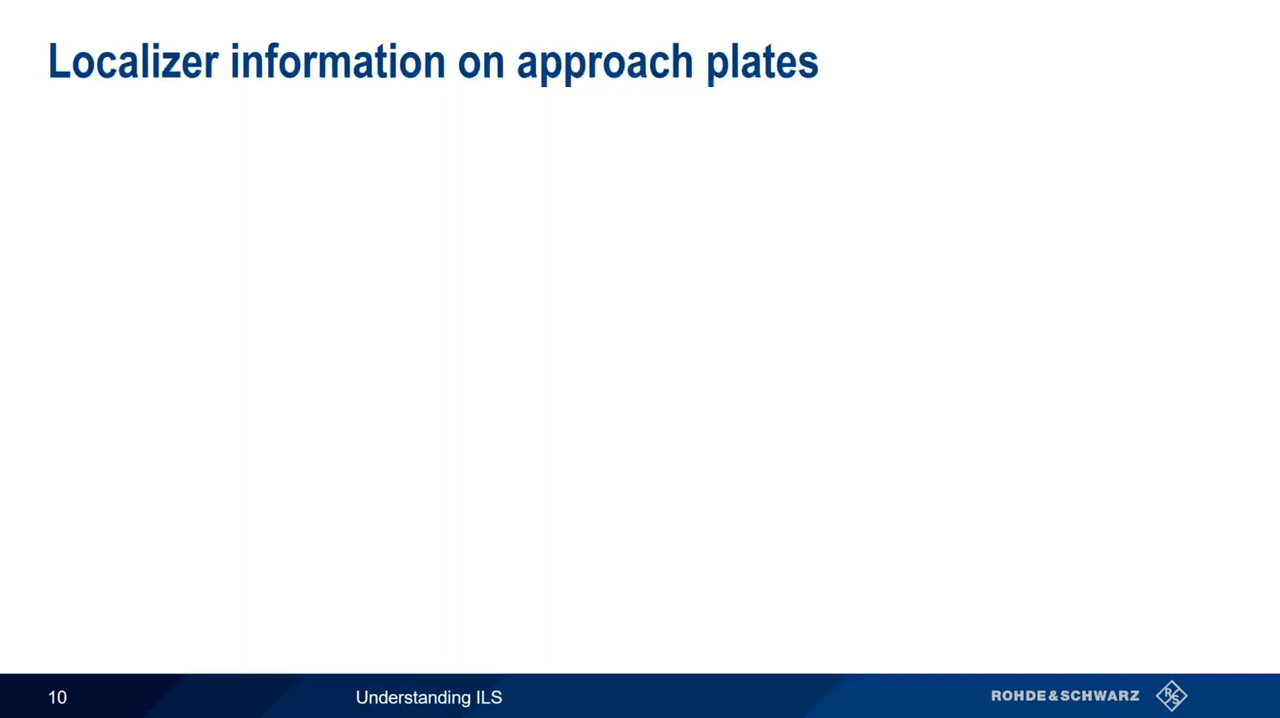 Localizer information on approach plates
10
Understanding ILS
ROHDE&SCHWARZ
R
S